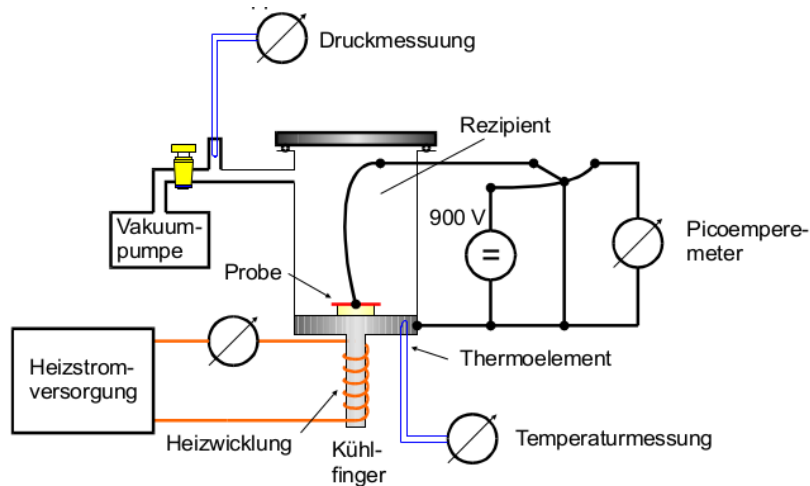 Druckmessuung
Rezipient
900 V
=
Picoempere-
meter
Vakuum-
pumpe
Probe
Thermoelement
Heizstrom-
versorgung
Heizwicklung
Kühl-
finger
Temperaturmessung